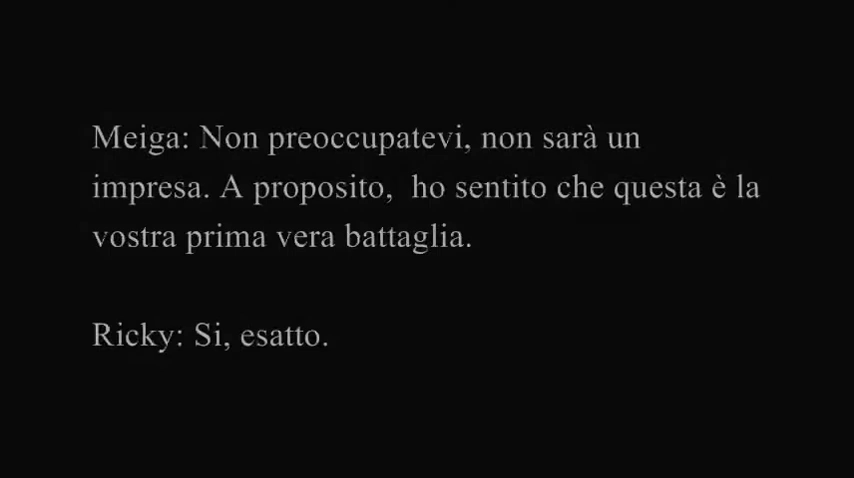 Meiga: Non preoccupatevi, non sarà un
impresa. A proposito,  ho sentito che questa è la
vostra prima vera battaglia.
Ricky: Si, esatto.